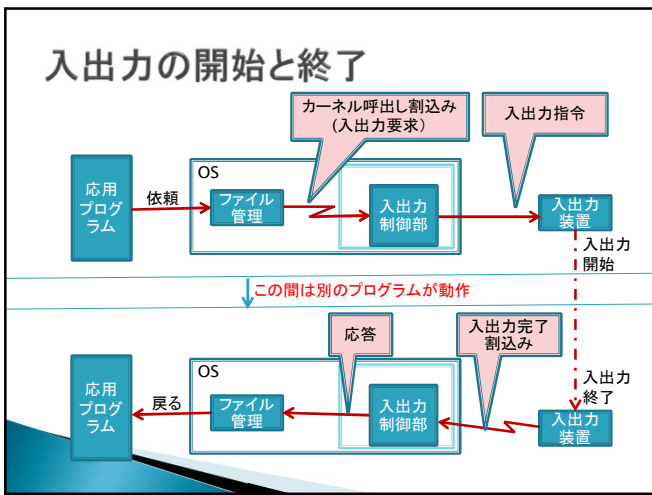 入出力の開始と終了
カーネル呼出し割込み
(入出力要求)
入出力指令
OS
応用
プログ
ラム
依頼
ファイル
管理
入出力
制御部
入出力
装置
入出力
開始
この間は別のプログラムが動作
応答
入出力完了
割込み
OS
応用
プログ
ラム
戻る
ファイル
管理
入出力
制御部
入出力
終了
入出力
装置